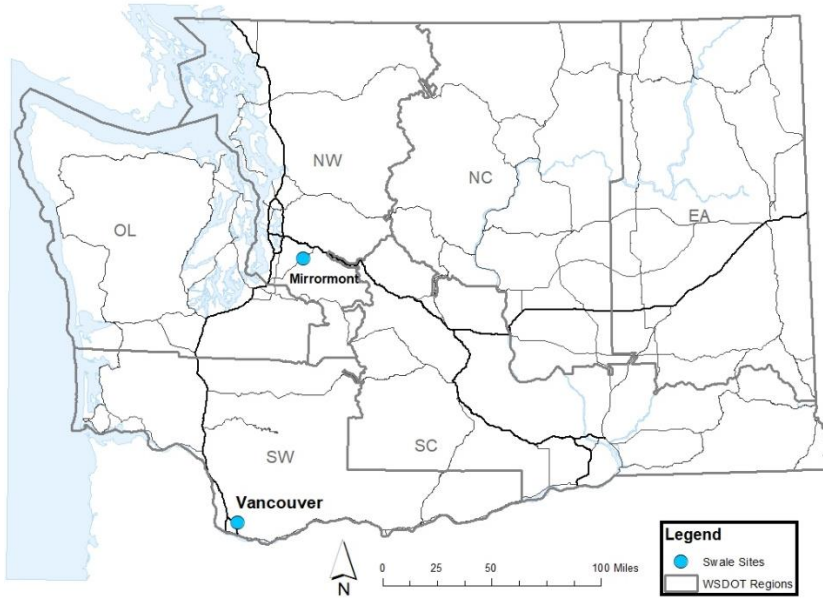 NW
NC
OL
EA
Mirrormont
SW
SC
Vancouver
N
0 25 50 100 Miles
Legend
Swale Sites
WSDOT Regions